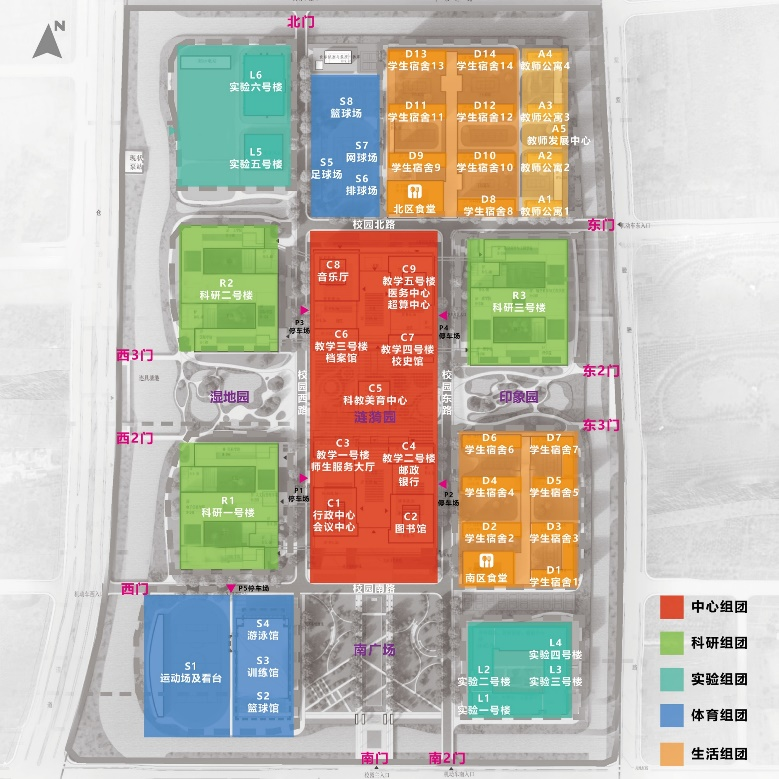 N
北门
L6
实验六号楼
L5
实验五号楼
S8
篮球场
S7
网球场
S5
足球场
S6
排球场
D13
学生宿舍13
D14
学生宿舍14
A4
教师公寓4
D11
学生宿舍11
D12
学生宿舍12
A3
教师公寓3
A5
教师发展中心
D9
学生宿舍9
D10
学生宿舍10
A2
教师公寓2
北区食堂
D8
学生宿舍8
A1
教师公寓1
校园北路
东门
机动车东入口
现状
泵站
R2
科研二号楼
C8
音乐厅
C9
教学五号楼
医务中心
超算中心
R3
科研三号楼
P3
停车场
P4
停车场
C6
教学三号楼
档案馆
C7
教学四号楼
校史馆
西3门
东2门
湿地园
校园西路
C5
科教美育中心
涟漪园
校园东路
印象园
西2门
东3门
R1
科研一号楼
P1
停车场
C3
教学一号楼
师生服务大厅
C4
教学二号楼
邮政
银行
P2
停车场
C1
行政中心
会议中心
C2
图书馆
D6
学生宿舍6
D7
学生宿舍7
D4
学生宿舍4
D5
学生宿舍5
D2
学生宿舍2
D3
学生宿舍3
南区食堂
D1
学生宿舍1
西门
P5停车场
校园南路
S1
运动场及看台
S4
游泳馆
S3
训练馆
S2
篮球馆
南广场
L4
实验四号楼
L2
实验二号楼
L3
实验三号楼
L1
实验一号楼
南门
南2门
中心组团
科研组团
实验组团
体育组团
生活组团